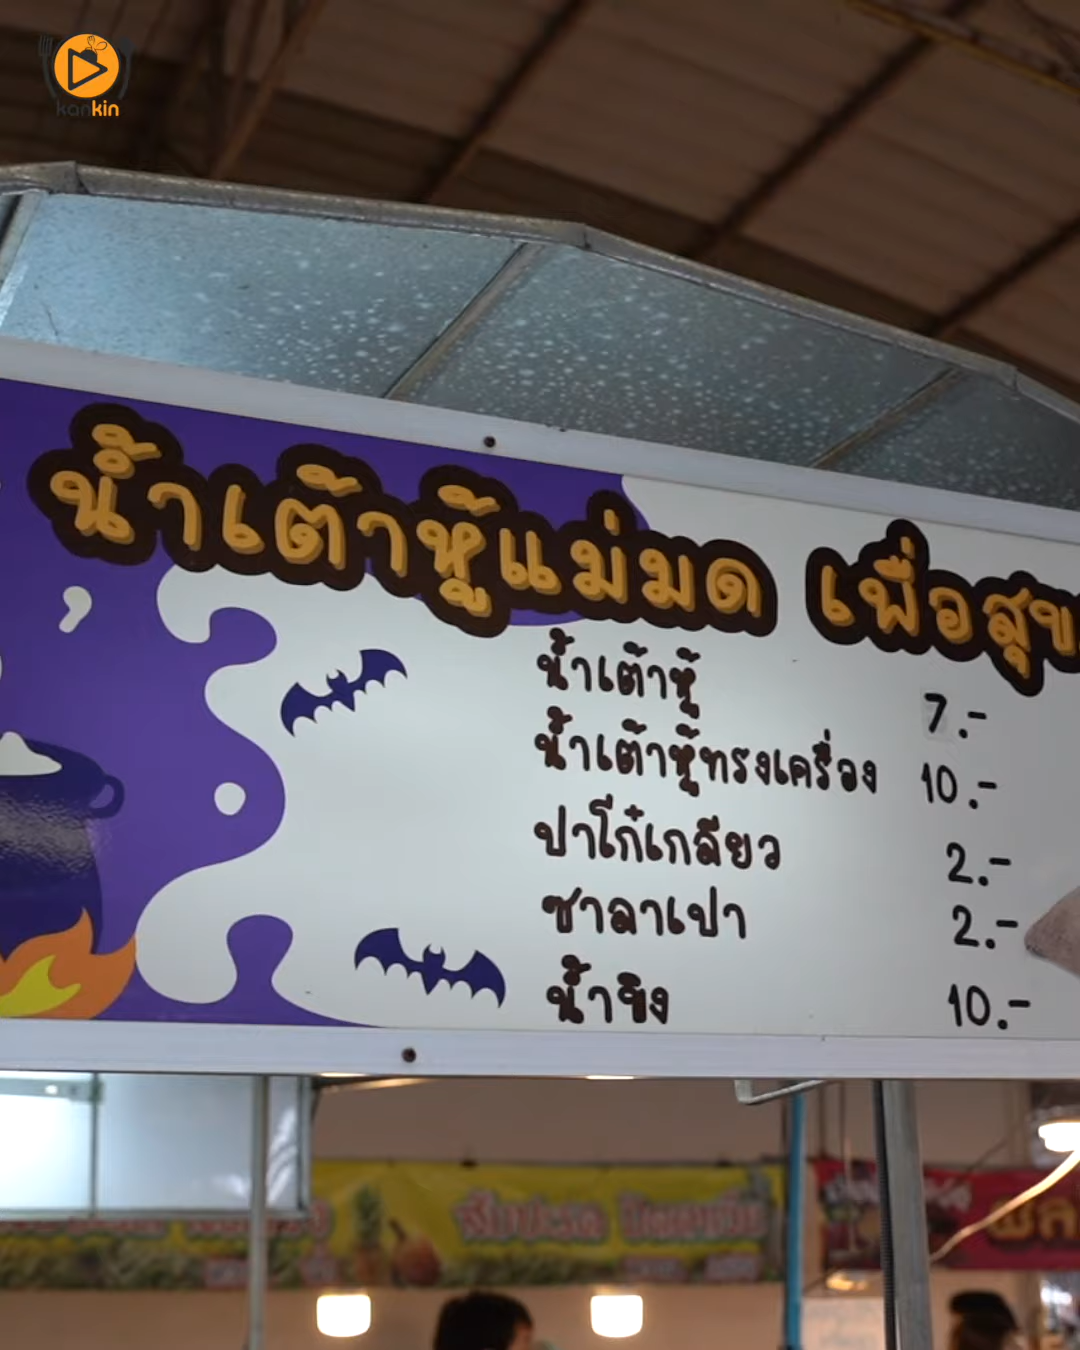 kankin
น้ำเต้าหู้แม่มด เพื่อสุข
น้ำเต้าหู้ 7.-
น้ำเต้าหู้ทรงเครื่อง 10.-
ปาโก๋เกลียว 2.-
ซาลาเปา 2.-
น้ำขิง 10.-